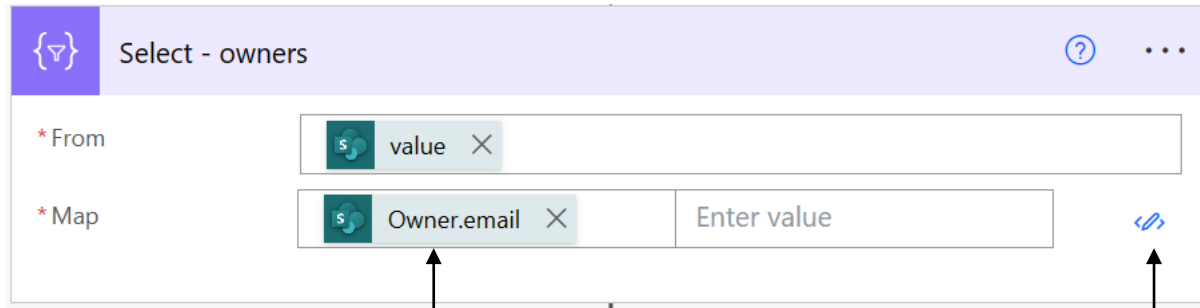 Select - owners
* From
value
* Map
Owner.email
Enter value